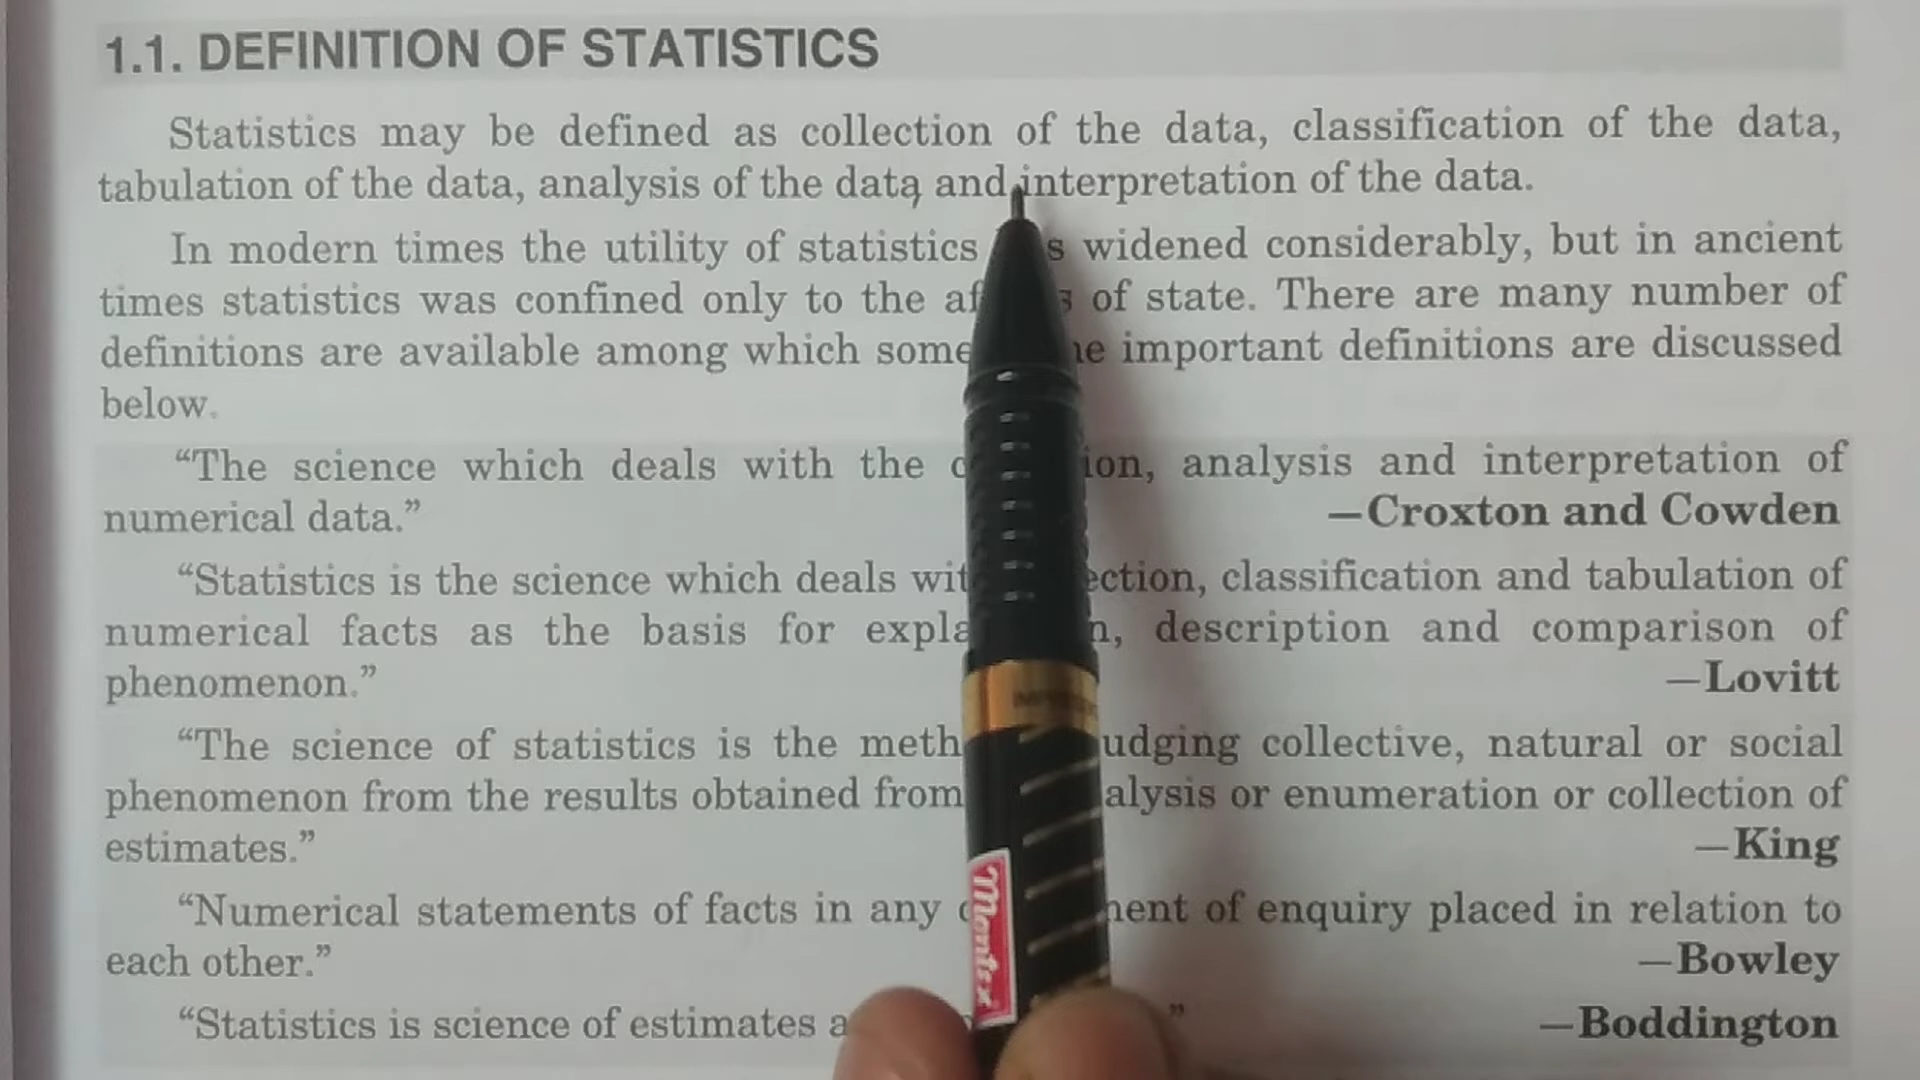 1.1. DEFINITION OF STATISTICS
Statistics may be defined as collection of the data, classification of the data,
tabulation of the data, analysis of the data, and interpretation of the data.
In modern times the utility of statistics widened considerably, but in ancient
times statistics was confined only to the of state. There are many number of
definitions are available among which some important definitions are discussed
below.
“The science which deals with the analysis and interpretation of
numerical data.” —Croxton and Cowden
“Statistics is the science which deals classification and tabulation of
numerical facts as the basis for description and comparison of
phenomenon.” —Lovitt
“The science of statistics is the collective, natural or social
phenomenon from the results obtained from or enumeration or collection of
estimates.” —King
“Numerical statements of facts in any of enquiry placed in relation to
each other.” —Bowley
“Statistics is science of estimates ” —Boddington
Montex